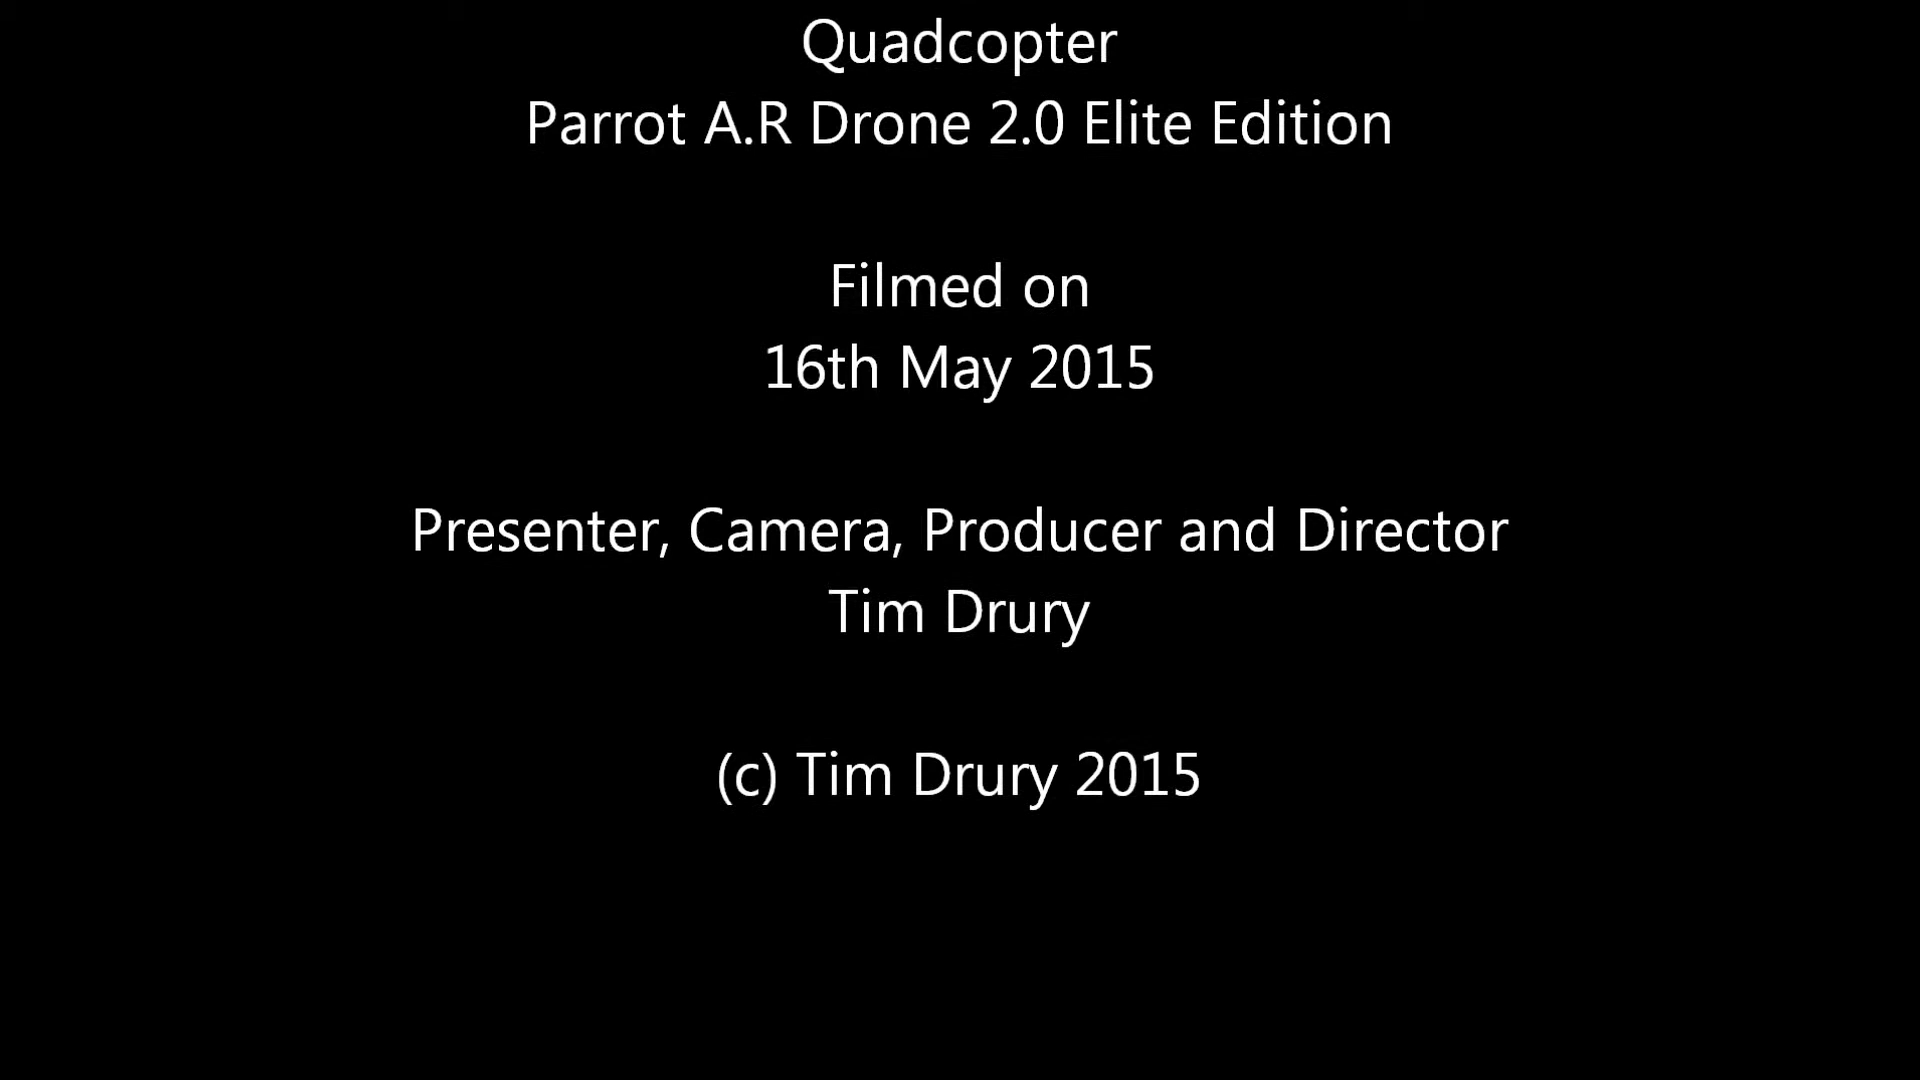 Quadcopter
Parrot A.R Drone 2.0 Elite Edition
Filmed on
16th May 2015
Presenter, Camera, Producer and Director
Tim Drury
(c) Tim Drury 2015